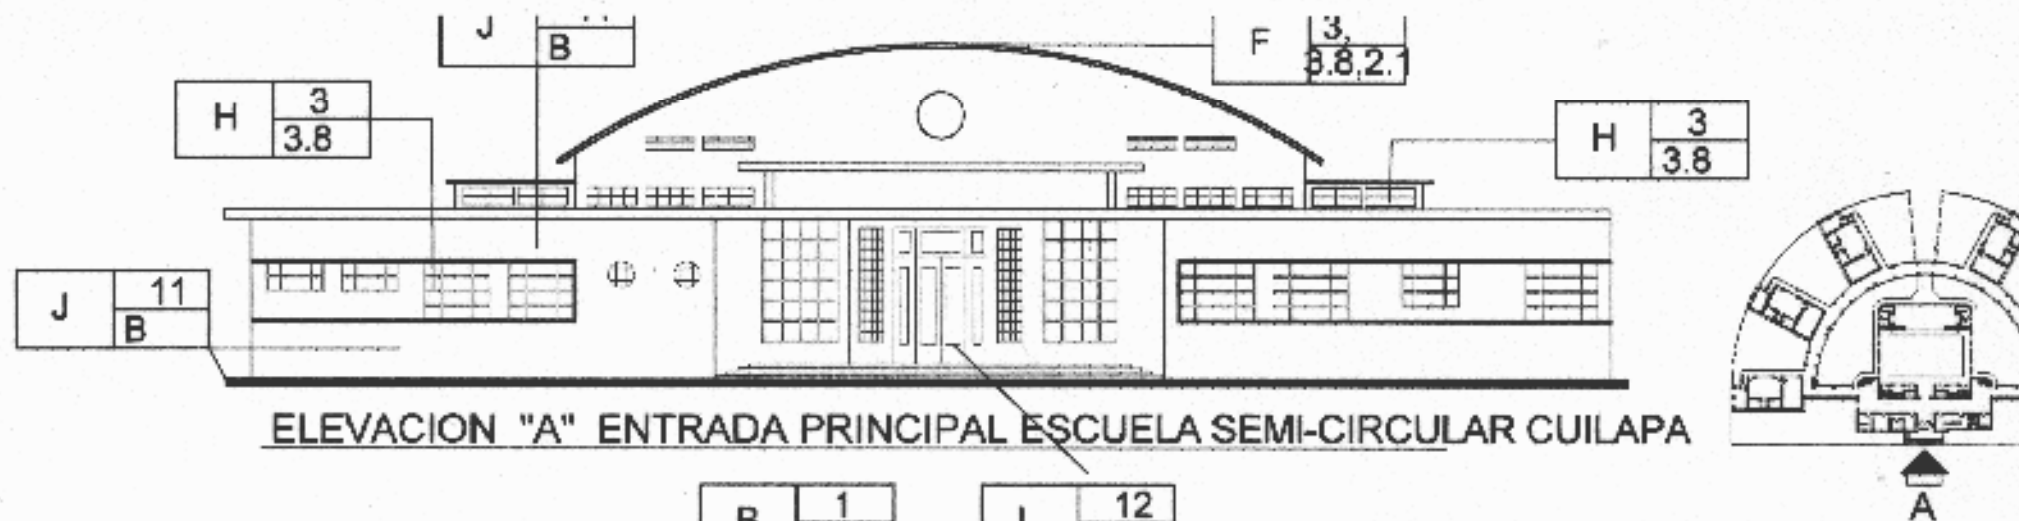 J
B
F
3,
3.8,2.1
H
3
3.8
H
3
3.8
J
11
B
ELEVACION "A" ENTRADA PRINCIPAL ESCUELA SEMI-CIRCULAR CUILAPA
A
1
12